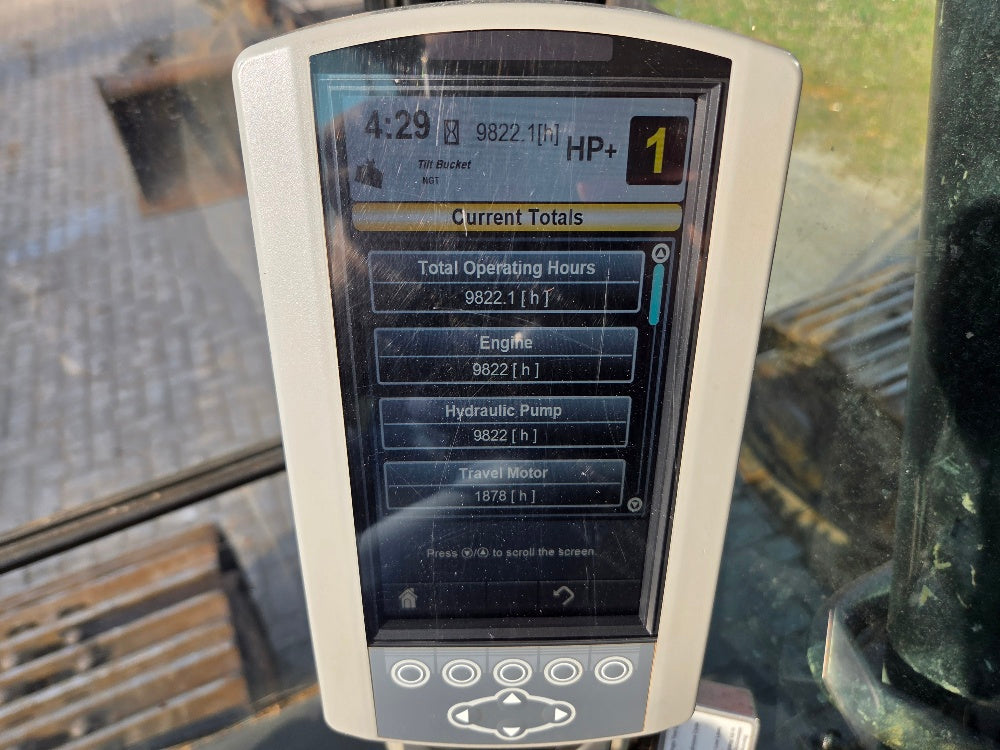 4:29 9822.1[h] HP+ 1
Tilt Bucket
NGT
Current Totals
Total Operating Hours
9822.1 [ h ]
Engine
9822 [ h ]
Hydraulic Pump
9822 [ h ]
Travel Motor
1878 [ h ]
Press ▼/▲ to scroll the screen